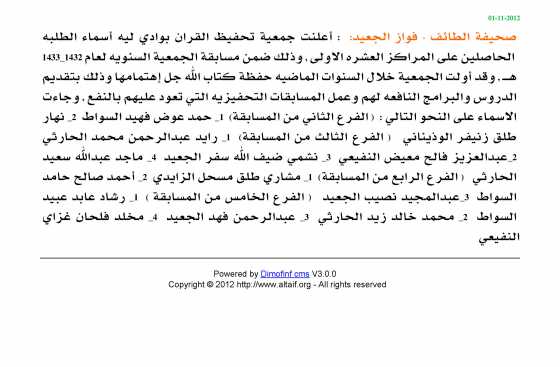 01-11-2012
صحيفة الطائف - فواز الجعيد: : أعلنت جمعية تحفيظ القران بوادي ليه أسماء الطلبه
الحاصلين على المراكز العشره الاولى , وذلك ضمن مسابقة الجمعية السنويه لعام 1432_1433
هـ , وقد أولت الجمعية خلال السنوات الماضيه حفظة كتاب الله جل إهتمامها وذلك بتقديم
الدروس والبرامج النافعه لهم وعمل المسابقات التحفيزيه التي تعود عليهم بالنفع , وجاءت
الاسماء على النحو التالي : ( الفرع الثاني من المسابقة) 1_ حمد عوض فهيد السواط 2_ نهار
طلق زنيفر الوذيناني ( الفرع الثالث من المسابقة) 1_ رايد عبدالرحمن محمد الحارثي
2_عبدالعزيز فالح معيض النفيعي 3_ نشمي ضيف الله سفر الجعيد 4_ ماجد عبدالله سعيد
الحارثي ( الفرع الرابع من المسابقة) 1_ مشاري طلق مسحل الزايدي 2_ أحمد صالح حامد
السواط 3_عبدالمجيد نصيب الجعيد ( الفرع الخامس من المسابقة ) 1_ رشاد عابد عبيد
السواط 2_ محمد خالد زيد الحارثي 3_ عبدالرحمن فهد الجعيد 4_ مخلد فلحان غزاي
النفيعي
Powered by Dimofinf cms V3.0.0
Copyright © 2012 http://www.altaif.org - All rights reserved